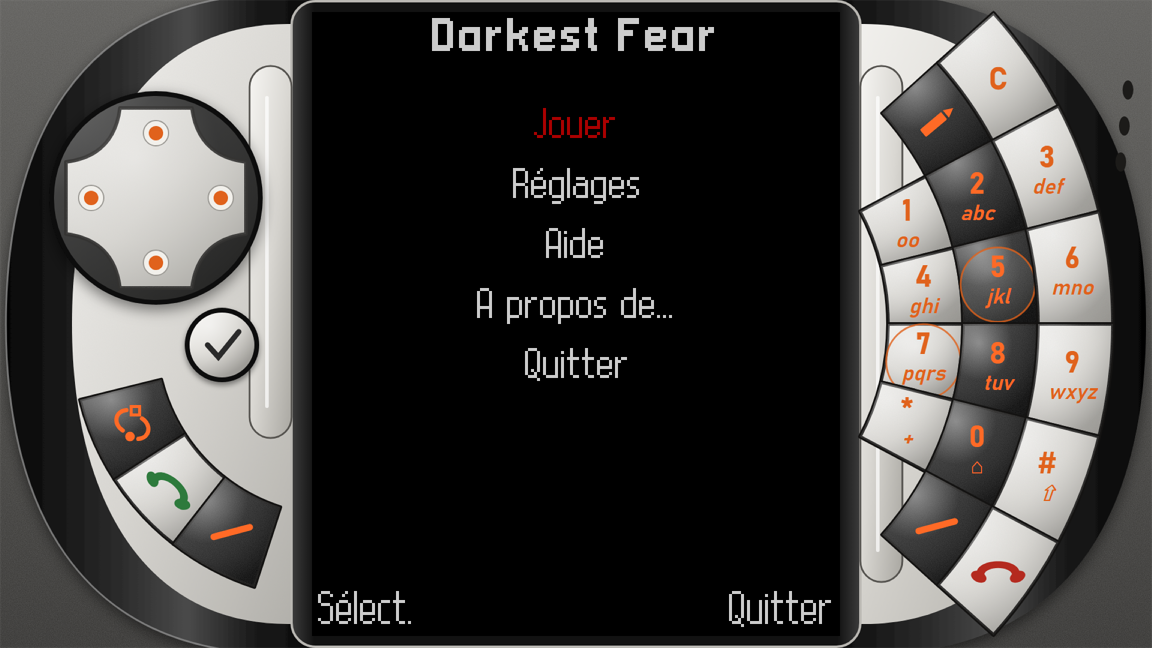 Darkest Fear
Jouer
Réglages
Aide
A propos de...
Quitter
Sélect.
Quitter
C
1
oo
2
abc
3
def
4
ghi
5
jkl
6
mno
7
pqrs
8
tuv
9
wxyz
*
+
0
#